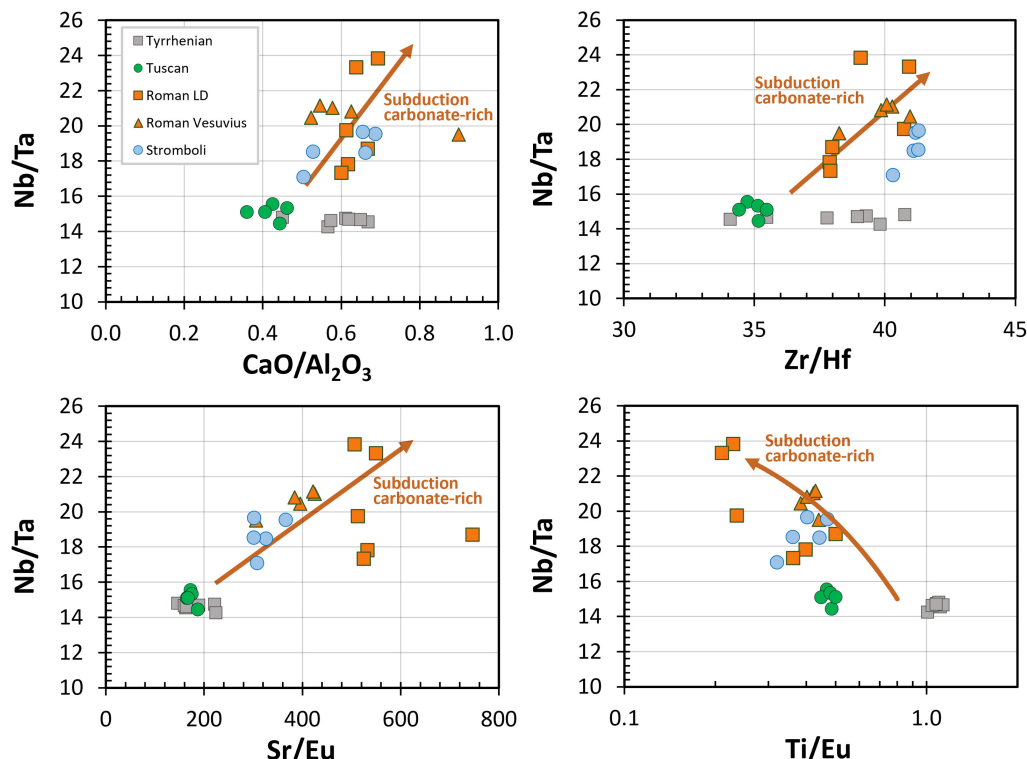 26
24
22
20
18
16
14
12
10
Nb/Ta
Tyrrhenian
Tuscan
Roman LD
Roman Vesuvius
Stromboli
Subduction
carbonate-rich
0.0
0.2
0.4
0.6
0.8
1.0
CaO/Al₂O₃
26
24
22
20
18
16
14
12
10
Nb/Ta
Subduction
carbonate-rich
30
35
40
45
Zr/Hf
26
24
22
20
18
16
14
12
10
Nb/Ta
Subduction
carbonate-rich
0
200
400
600
800
Sr/Eu
26
24
22
20
18
16
14
12
10
Nb/Ta
Subduction
carbonate-rich
0.1
1.0
Ti/Eu